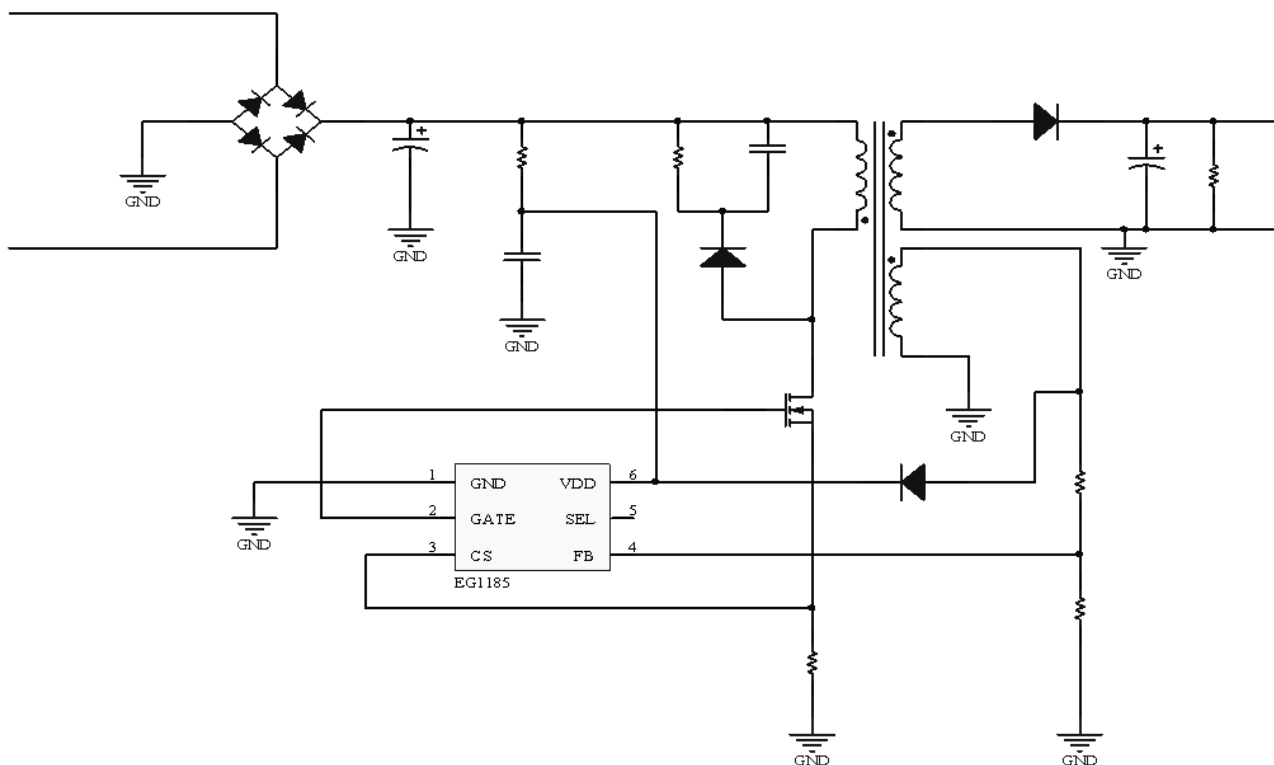 GND
GND
GND
GND
GND
1 GND VDD 6
2 GATE SEL 5
3 CS FB 4
GND
EG1185
GND
GND